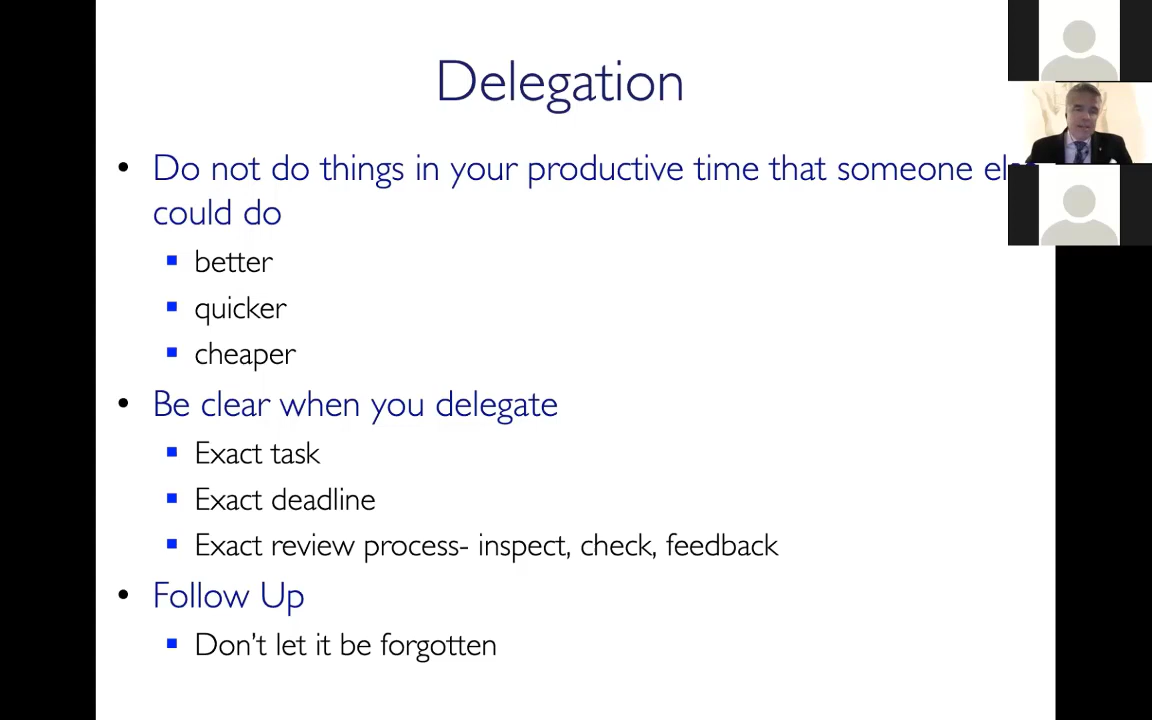 Delegation
• Do not do things in your productive time that someone
could do
▪ better
▪ quicker
▪ cheaper
• Be clear when you delegate
▪ Exact task
▪ Exact deadline
▪ Exact review process- inspect, check, feedback
• Follow Up
▪ Don't let it be forgotten